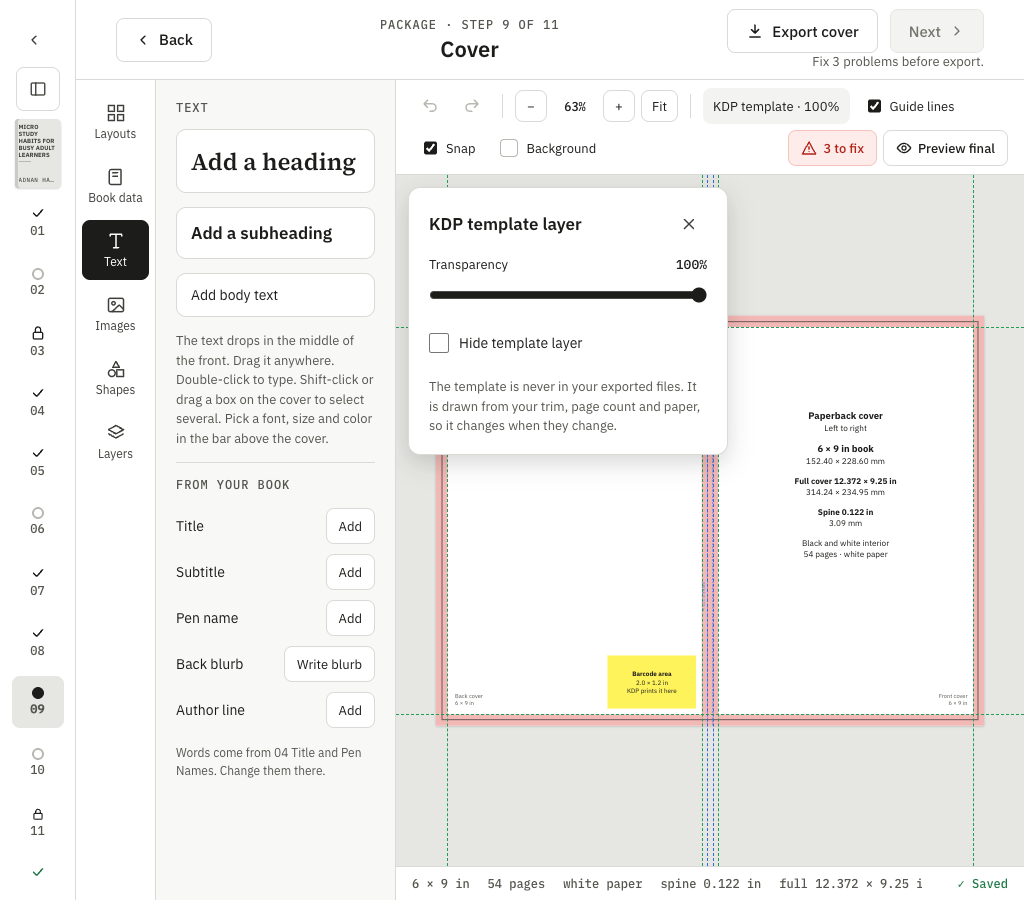 PACKAGE · STEP 9 OF 11
Back
Cover
Export cover
Next
Fix 3 problems before export.
MICRO
STUDY
HABITS FOR
BUSY ADULT
LEARNERS
ADNAN HA…
01
02
03
04
05
06
07
08
09
10
11
Layouts
Book data
Text
Images
Shapes
Layers
TEXT
Add a heading
Add a subheading
Add body text
The text drops in the middle of
the front. Drag it anywhere.
Double-click to type. Shift-click or
drag a box on the cover to select
several. Pick a font, size and color
in the bar above the cover.
FROM YOUR BOOK
Title Add
Subtitle Add
Pen name Add
Back blurb Write blurb
Author line Add
Words come from 04 Title and Pen
Names. Change them there.
− 63% + Fit KDP template · 100% Guide lines
Snap Background 3 to fix Preview final
KDP template layer
Transparency 100%
Hide template layer
The template is never in your exported files. It
is drawn from your trim, page count and paper,
so it changes when they change.
Paperback cover
Left to right
6 × 9 in book
152.40 × 228.60 mm
Full cover 12.372 × 9.25 in
314.24 × 234.95 mm
Spine 0.122 in
3.09 mm
Black and white interior
54 pages · white paper
Barcode area
2.0 × 1.2 in
KDP prints it here
Back cover
6 × 9 in
Front cover
6 × 9 in
6 × 9 in 54 pages white paper spine 0.122 in full 12.372 × 9.25 i ✓ Saved